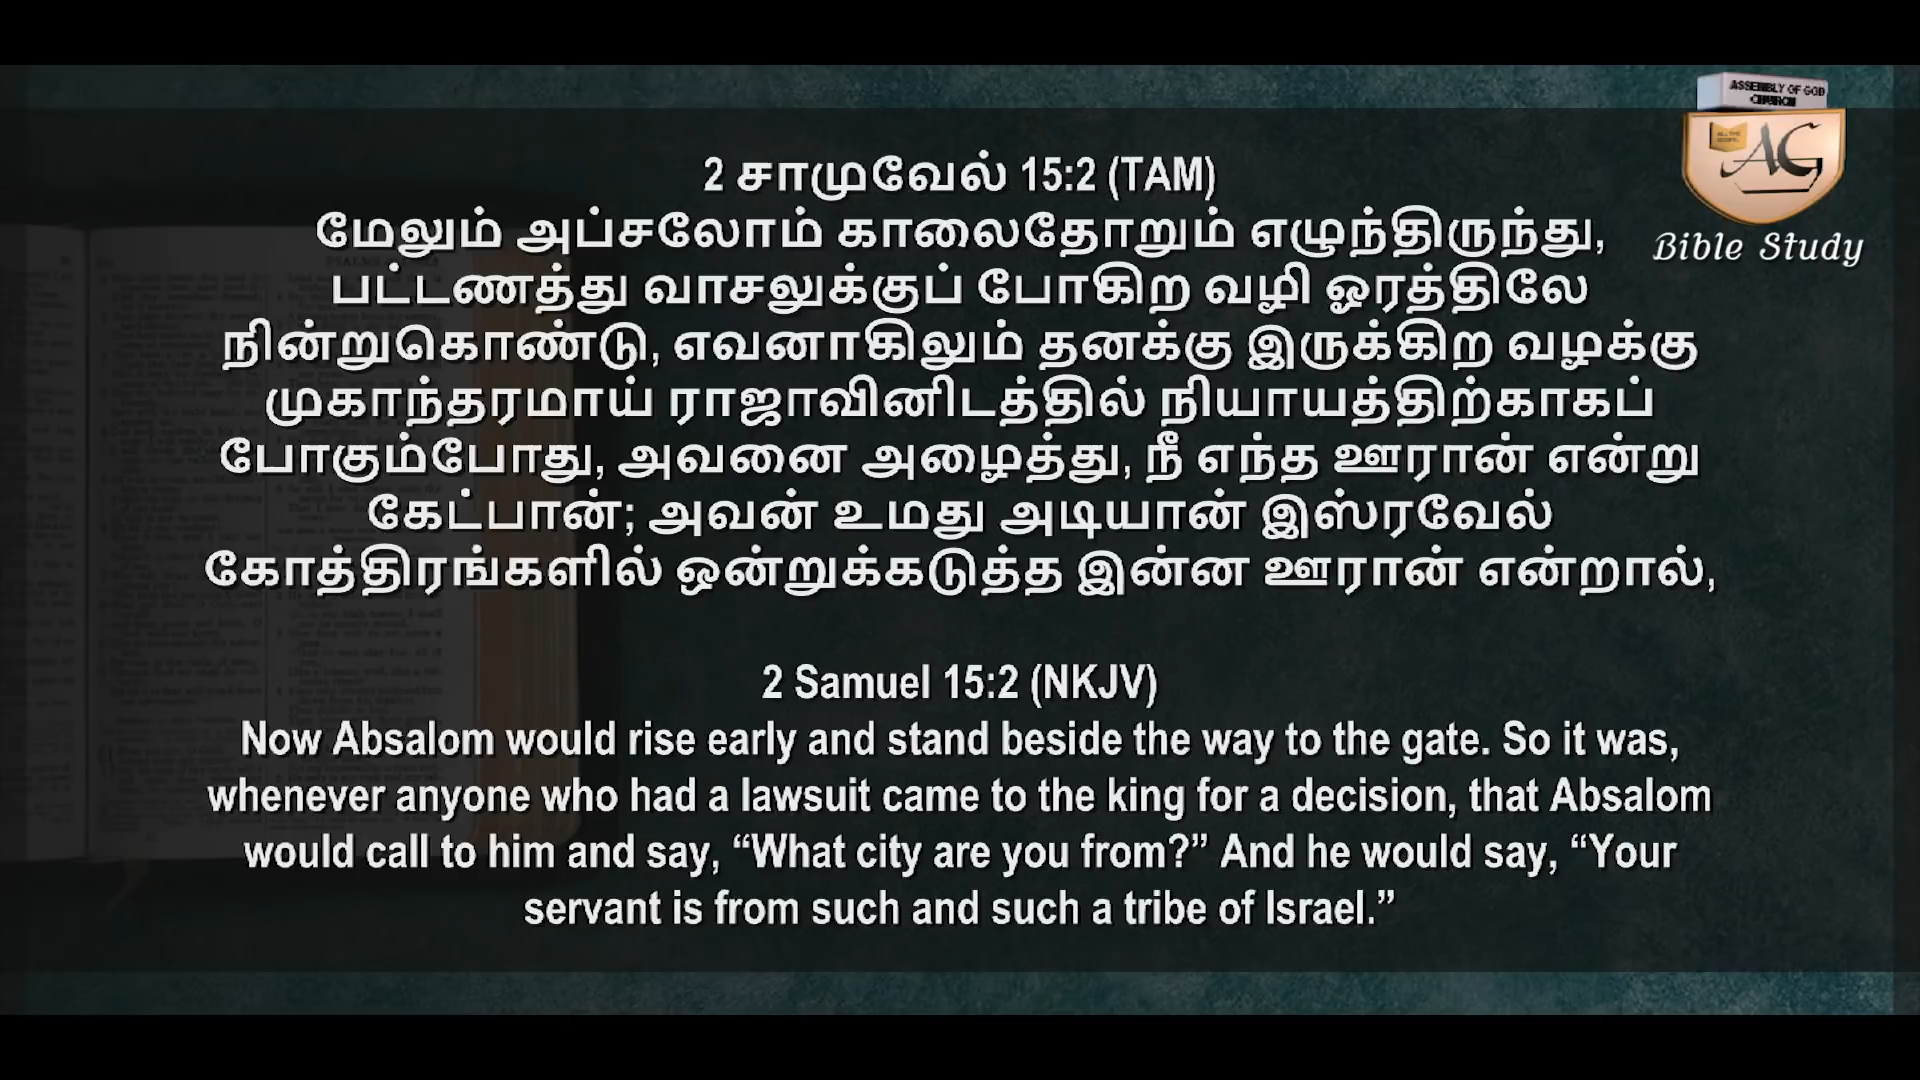 ASSEMBLY OF GOD
CHURCH
AG
Bible Study
2 சாமுவேல் 15:2 (TAM)
மேலும் அப்சலோம் காலைதோறும் எழுந்திருந்து,
பட்டணத்து வாசலுக்குப் போகிற வழி ஓரத்திலே
நின்றுகொண்டு, எவனாகிலும் தனக்கு இருக்கிற வழக்கு
முகாந்தரமாய் ராஜாவினிடத்தில் நியாயத்திற்காகப்
போகும்போது, அவனை அழைத்து, நீ எந்த ஊரான் என்று
கேட்பான்; அவன் உமது அடியான் இஸ்ரவேல்
கோத்திரங்களில் ஒன்றுக்கடுத்த இன்ன ஊரான் என்றால்,
2 Samuel 15:2 (NKJV)
Now Absalom would rise early and stand beside the way to the gate. So it was,
whenever anyone who had a lawsuit came to the king for a decision, that Absalom
would call to him and say, “What city are you from?” And he would say, “Your
servant is from such and such a tribe of Israel.”